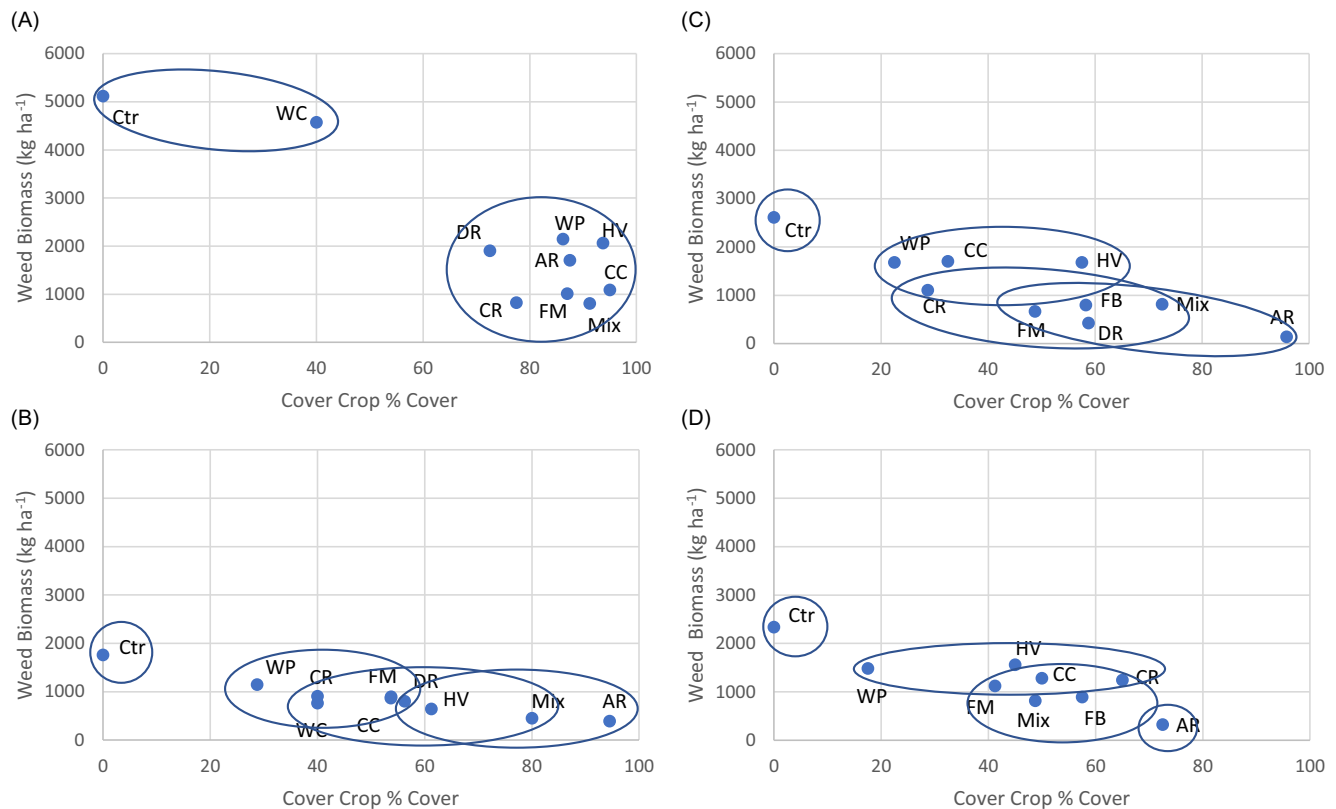 (A)
6000
5000
4000
3000
2000
1000
0
0 20 40 60 80 100
Weed Biomass (kg ha⁻¹)
Cover Crop % Cover
Ctr
WC
DR
WP
HV
AR
CC
CR
FM
Mix
(C)
6000
5000
4000
3000
2000
1000
0
0 20 40 60 80 100
Weed Biomass (kg ha⁻¹)
Cover Crop % Cover
Ctr
WP
CC
HV
CR
FM
FB
DR
Mix
AR
(B)
6000
5000
4000
3000
2000
1000
0
0 20 40 60 80 100
Weed Biomass (kg ha⁻¹)
Cover Crop % Cover
Ctr
WP
CR
WC
FM
CC
DR
HV
Mix
AR
(D)
6000
5000
4000
3000
2000
1000
0
0 20 40 60 80 100
Weed Biomass (kg ha⁻¹)
Cover Crop % Cover
Ctr
WP
HV
FM
CC
Mix
FB
CR
AR